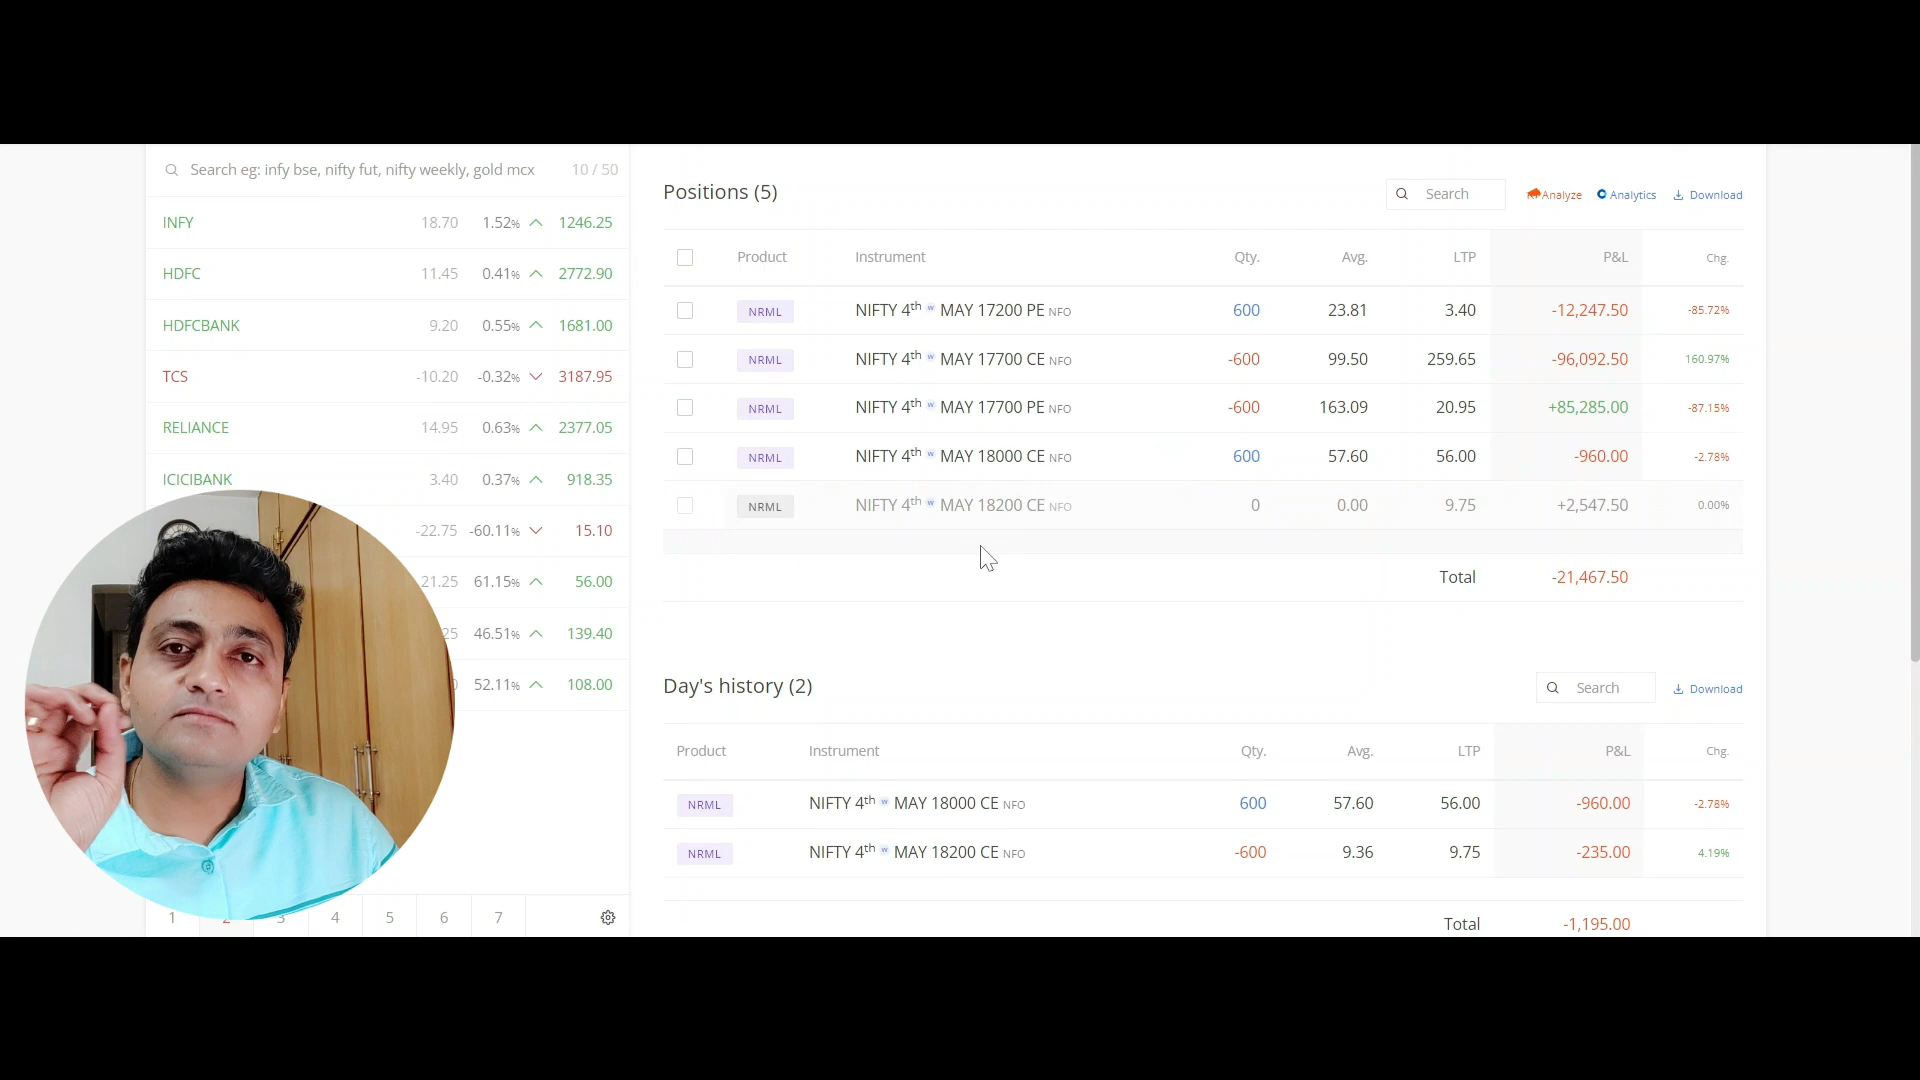 Search eg: infy bse, nifty fut, nifty weekly, gold mcx 10 / 50
INFY 18.70 1.52% 1246.25
HDFC 11.45 0.41% 2772.90
HDFCBANK 9.20 0.55% 1681.00
TCS -10.20 -0.32% 3187.95
RELIANCE 14.95 0.63% 2377.05
ICICIBANK 3.40 0.37% 918.35
-22.75 -60.11% 15.10
21.25 61.15% 56.00
25 46.51% 139.40
0 52.11% 108.00
1 2 3 4 5 6 7
Positions (5) Search Analyze Analytics Download
Product Instrument Qty. Avg. LTP P&L Chg.
NRML NIFTY 4th w MAY 17200 PE NFO 600 23.81 3.40 -12,247.50 -85.72%
NRML NIFTY 4th w MAY 17700 CE NFO -600 99.50 259.65 -96,092.50 160.97%
NRML NIFTY 4th w MAY 17700 PE NFO -600 163.09 20.95 +85,285.00 -87.15%
NRML NIFTY 4th w MAY 18000 CE NFO 600 57.60 56.00 -960.00 -2.78%
NRML NIFTY 4th w MAY 18200 CE NFO 0 0.00 9.75 +2,547.50 0.00%
Total -21,467.50
Day's history (2) Search Download
Product Instrument Qty. Avg. LTP P&L Chg.
NRML NIFTY 4th w MAY 18000 CE NFO 600 57.60 56.00 -960.00 -2.78%
NRML NIFTY 4th w MAY 18200 CE NFO -600 9.36 9.75 -235.00 4.19%
Total -1,195.00